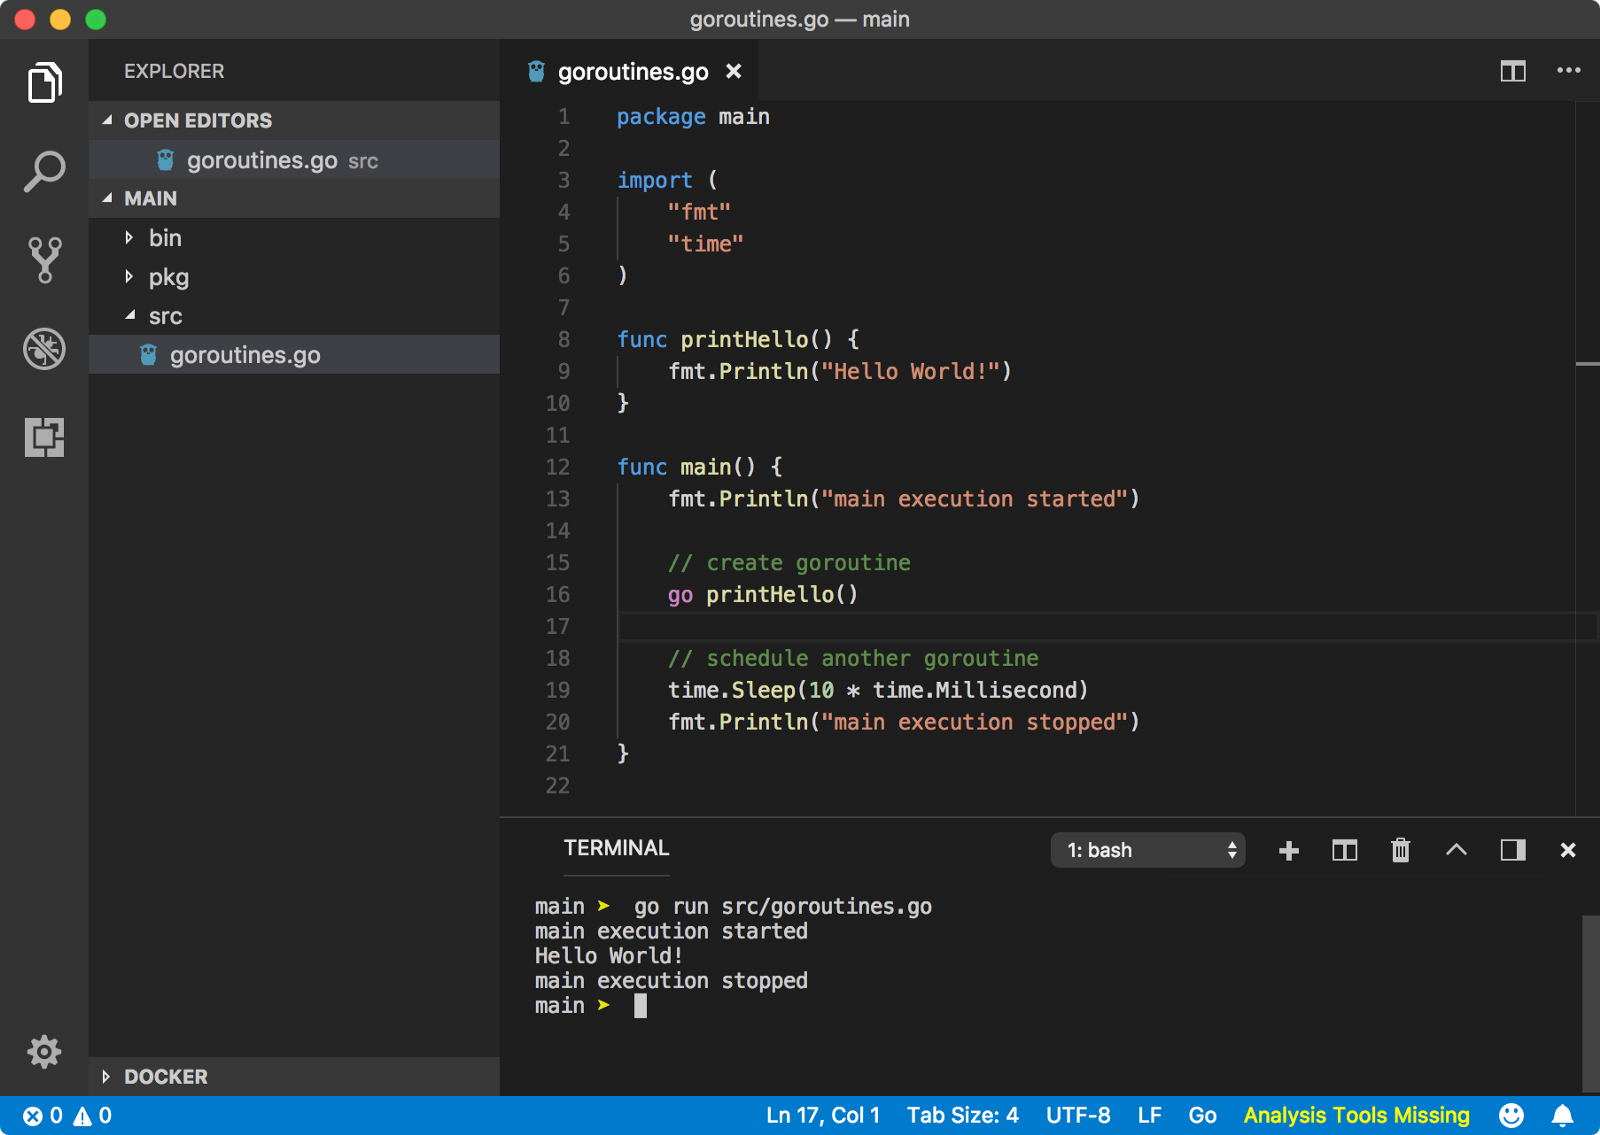 goroutines.go — main
EXPLORER
OPEN EDITORS
goroutines.go src
MAIN
bin
pkg
src
goroutines.go
DOCKER
goroutines.go
1 package main
2
3 import (
4 "fmt"
5 "time"
6 )
7
8 func printHello() {
9 fmt.Println("Hello World!")
10 }
11
12 func main() {
13 fmt.Println("main execution started")
14
15 // create goroutine
16 go printHello()
17
18 // schedule another goroutine
19 time.Sleep(10 * time.Millisecond)
20 fmt.Println("main execution stopped")
21 }
22
TERMINAL
1: bash
main ➤ go run src/goroutines.go
main execution started
Hello World!
main execution stopped
main ➤
0 0 Ln 17, Col 1 Tab Size: 4 UTF-8 LF Go Analysis Tools Missing